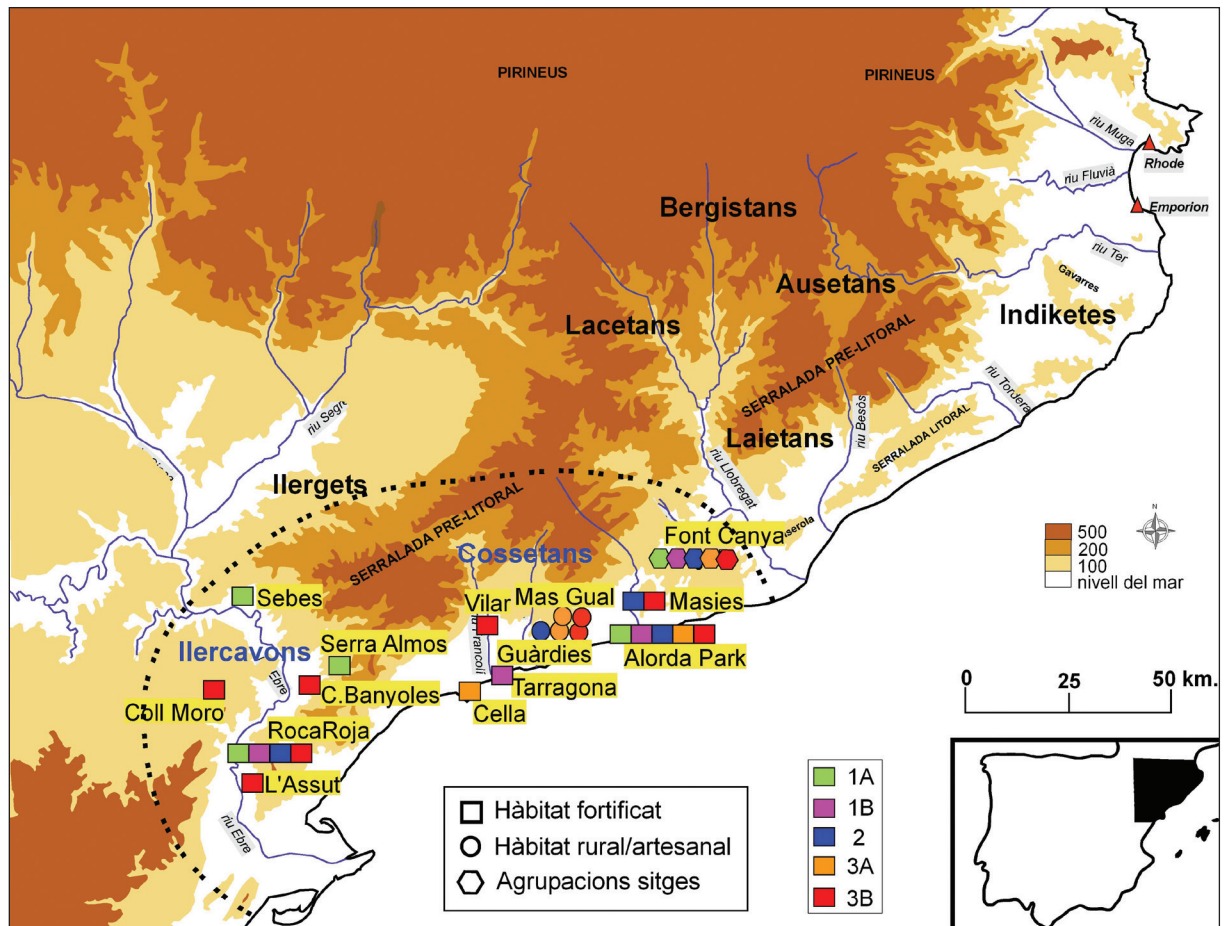 PIRINEUS
PIRINEUS
riu Muga
Rhode
riu Fluvià
Emporion
Bergistans
riu Ter
Gavarres
Ausetans
Indiketes
Lacetans
SERRALADA PRE-LITORAL
riu Tordera
riu Segre
Laietans
riu Besòs
SERRALADA LITORAL
riu Llobregat
Ilergets
SERRALADA PRE-LITORAL
Font Canya
Cossetans
500
200
100
nivell del mar
N
Sebes
Vilar
Mas Gual
Masies
Serra Almos
Ilercavons
Guàrdies
Alorda Park
Ebre
C.Banyoles
Tarragona
Coll Moro
Cella
0 25 50 km.
RocaRoja
L'Assut
riu Ebre
Hàbitat fortificat
Hàbitat rural/artesanal
Agrupacions sitges
1A
1B
2
3A
3B